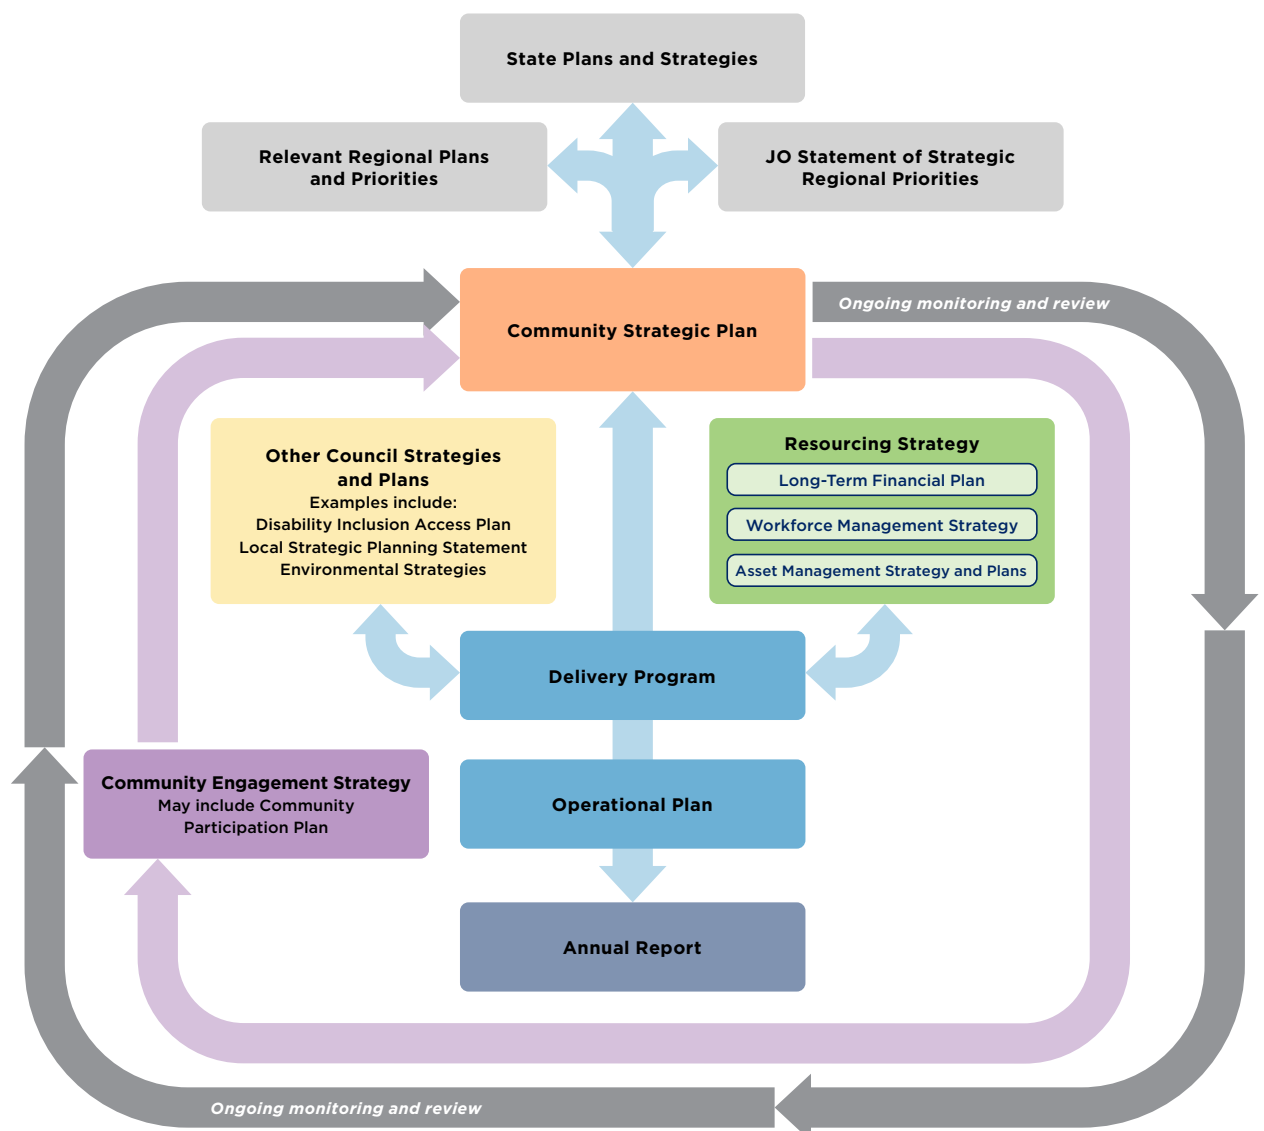 State Plans and Strategies
Relevant Regional Plans
and Priorities
JO Statement of Strategic
Regional Priorities
Ongoing monitoring and review
Community Strategic Plan
Other Council Strategies
and Plans
Examples include:
Disability Inclusion Access Plan
Local Strategic Planning Statement
Environmental Strategies
Resourcing Strategy
Long-Term Financial Plan
Workforce Management Strategy
Asset Management Strategy and Plans
Delivery Program
Community Engagement Strategy
May include Community
Participation Plan
Operational Plan
Annual Report
Ongoing monitoring and review